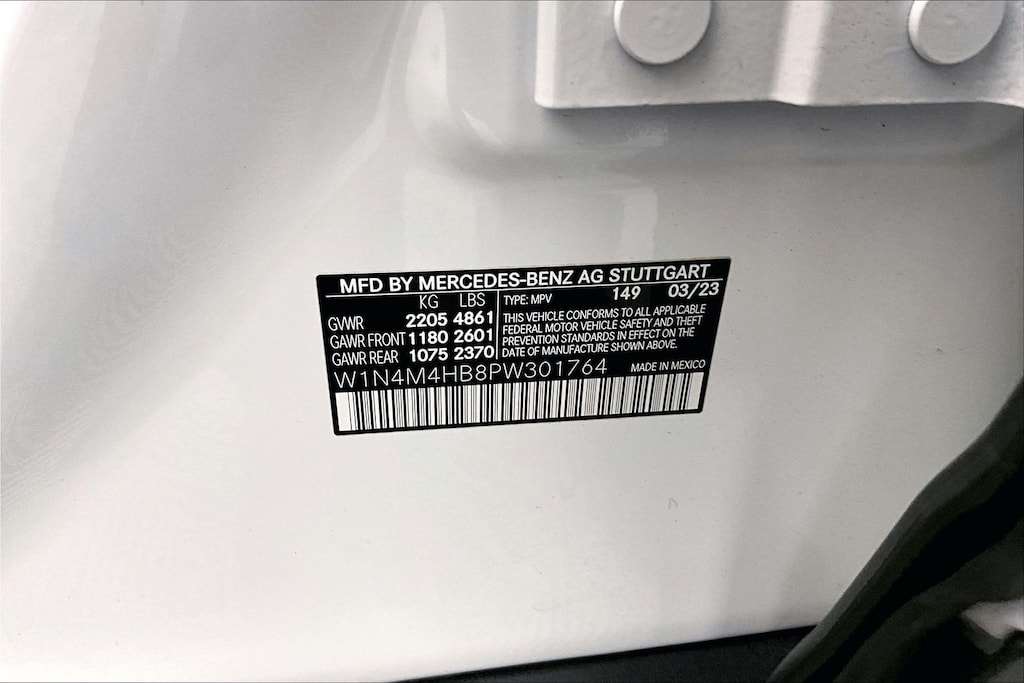 MFD BY MERCEDES-BENZ AG STUTTGART
KG LBS
GVWR 2205 4861
GAWR FRONT 1180 2601
GAWR REAR 1075 2370
TYPE: MPV 149 03/23
THIS VEHICLE CONFORMS TO ALL APPLICABLE
FEDERAL MOTOR VEHICLE SAFETY AND THEFT
PREVENTION STANDARDS IN EFFECT ON THE
DATE OF MANUFACTURE SHOWN ABOVE.
W1N4M4HB8PW301764 MADE IN MEXICO